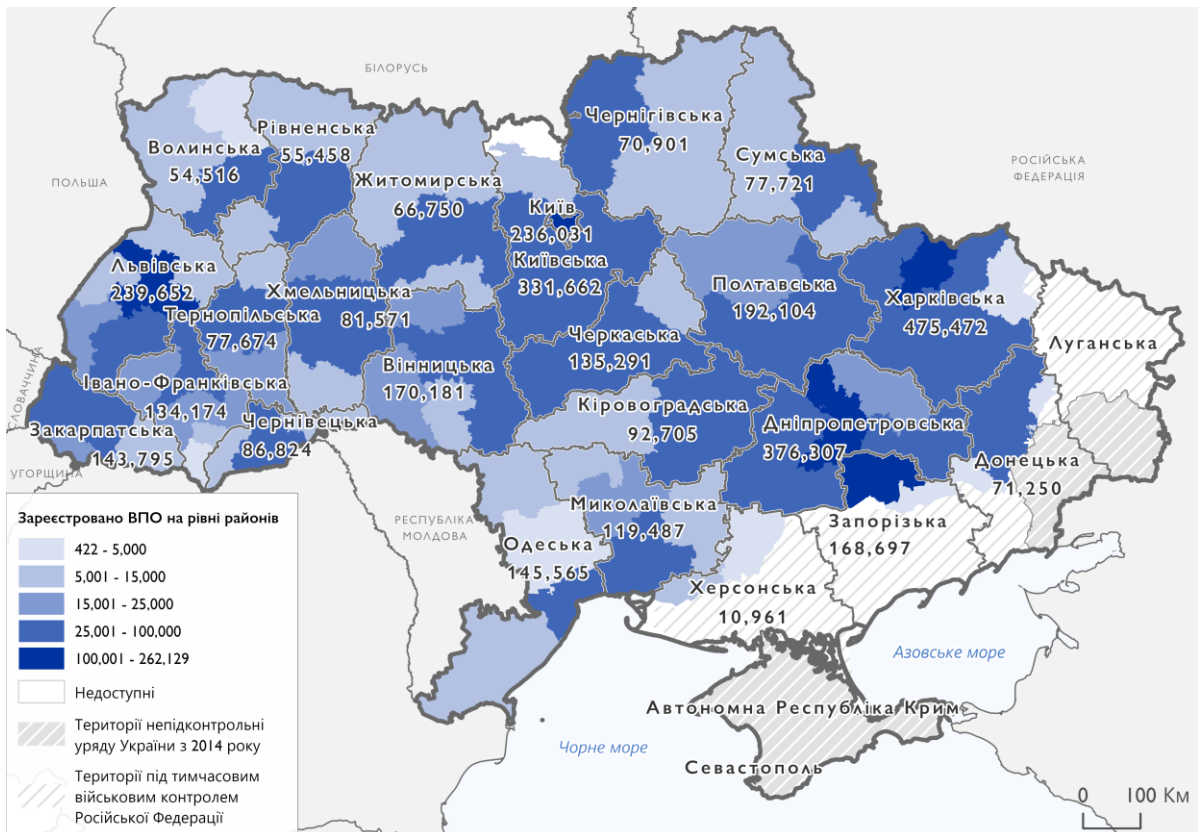 БІЛОРУСЬ
Чернігівська
70,901
Рівненська
55,458
Волинська
54,516
Сумська
77,721
РОСІЙСЬКА
ФЕДЕРАЦІЯ
ПОЛЬША
Житомирська
66,750
Київ
236,031
Київська
331,662
Львівська
239,652
Хмельницька
81,571
Тернопільська
77,674
Полтавська
192,104
Харківська
475,472
Луганська
Черкаська
135,291
Вінницька
170,181
СЛОВАЧЧИНА
Івано-Франківська
134,174
Кіровоградська
92,705
Дніпропетровська
376,307
Закарпатська
143,795
Чернівецька
86,824
УГОРЩИНА
Донецька
71,250
РЕСПУБЛІКА
МОЛДОВА
Миколаївська
119,487
Запорізька
168,697
Одеська
145,565
Херсонська
10,961
Азовське море
Автономна Республіка Крим
Чорне море
Севастополь
Зареєстровано ВПО на рівні районів
422 - 5,000
5,001 - 15,000
15,001 - 25,000
25,001 - 100,000
100,001 - 262,129
Недоступні
Території непідконтрольні
уряду України з 2014 року
Території під тимчасовим
військовим контролем
Російської Федерації
0 100 Км